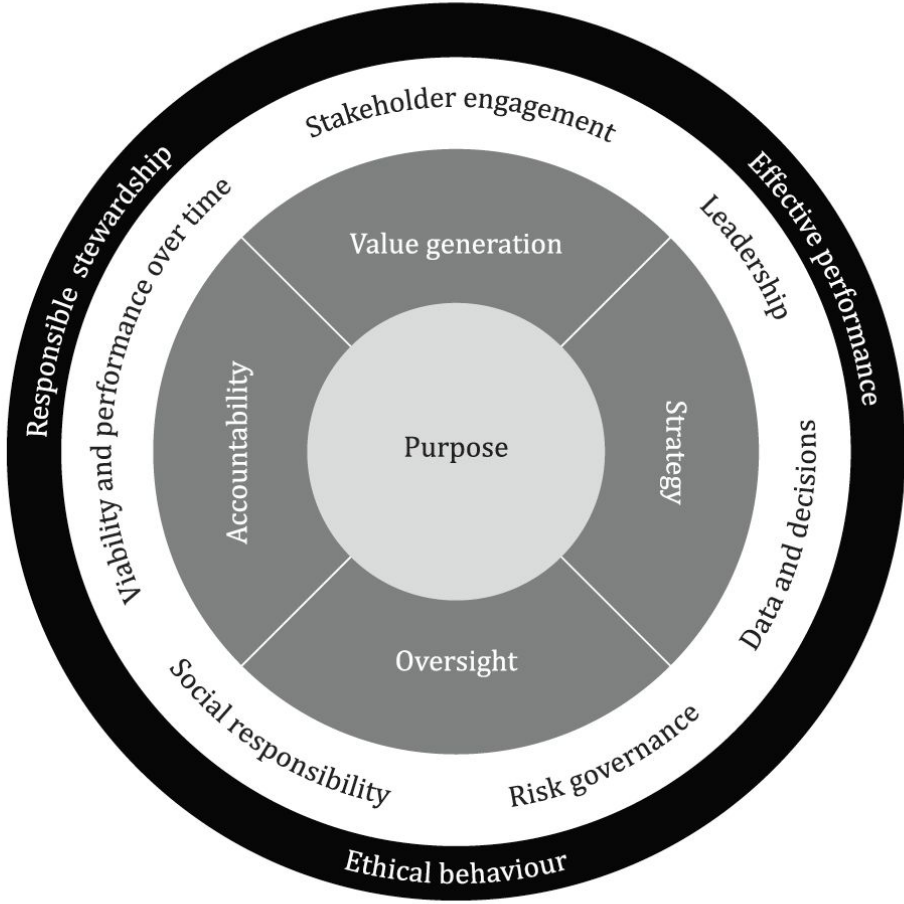 Stakeholder engagement
Responsible stewardship
Effective performance
Viability and performance over time
Leadership
Value generation
Accountability
Purpose
Strategy
Data and decisions
Oversight
Social responsibility
Risk governance
Ethical behaviour